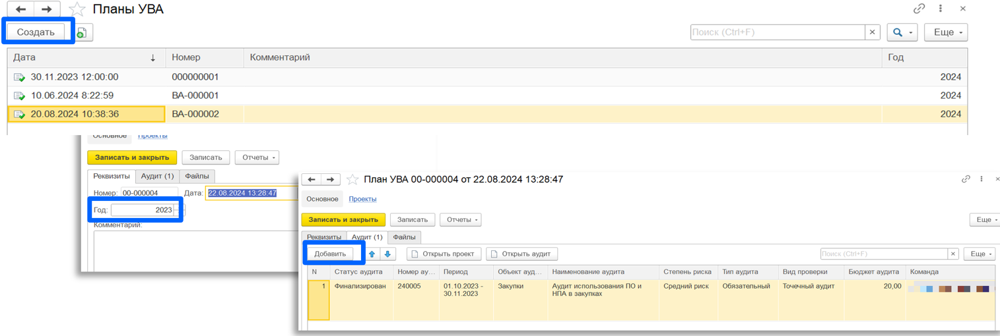 Планы УВА
Создать
Поиск (Ctrl+F)
Еще
Дата Номер Комментарий Год
30.11.2023 12:00:00 000000001 2024
10.06.2024 8:22:59 ВА-000001 2024
20.08.2024 10:38:36 ВА-000002 2024
Основное Проекты
Записать и закрыть Записать Отчеты
Реквизиты Аудит (1) Файлы
Номер: 00-000004 Дата: 22.08.2024 13:28:47
Год: 2023
Комментарий:
План УВА 00-000004 от 22.08.2024 13:28:47
Основное Проекты
Записать и закрыть Записать Отчеты Еще
Реквизиты Аудит (1) Файлы
Добавить Открыть проект Открыть аудит Поиск (Ctrl+F) Еще
N Статус аудита Номер ау... Период Объект ауд... Наименование аудита Степень риска Тип аудита Вид проверки Бюджет аудита Команда
1 Финализирован 240005 01.10.2023 - Закупки Аудит использования ПО и Средний риск Обязательный Точечный аудит 20,00
30.11.2023 НПА в закупках